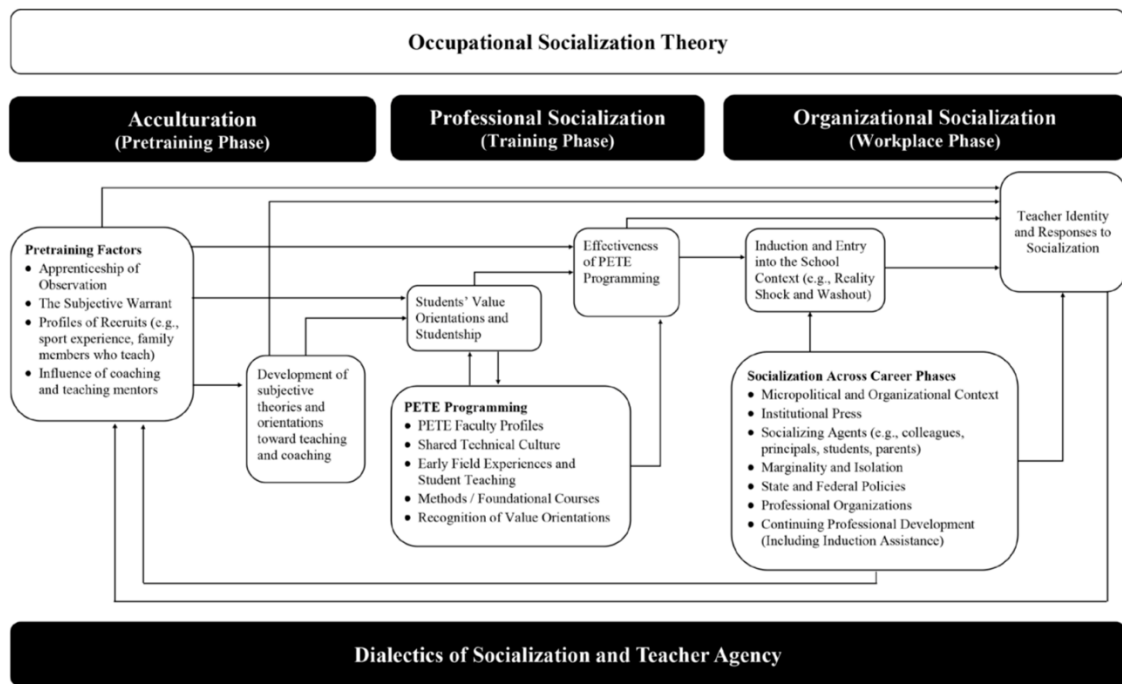 Occupational Socialization Theory
Acculturation
(Pretraining Phase)
Professional Socialization
(Training Phase)
Organizational Socialization
(Workplace Phase)
Pretraining Factors
• Apprenticeship of
Observation
• The Subjective Warrant
• Profiles of Recruits (e.g.,
sport experience, family
members who teach)
• Influence of coaching
and teaching mentors
Development of
subjective
theories and
orientations
toward teaching
and coaching
Students' Value
Orientations and
Studentship
PETE Programming
• PETE Faculty Profiles
• Shared Technical Culture
• Early Field Experiences and
Student Teaching
• Methods / Foundational Courses
• Recognition of Value Orientations
Effectiveness
of PETE
Programming
Induction and Entry
into the School
Context (e.g., Reality
Shock and Washout)
Socialization Across Career Phases
• Micropolitical and Organizational Context
• Institutional Press
• Socializing Agents (e.g., colleagues,
principals, students, parents)
• Marginality and Isolation
• State and Federal Policies
• Professional Organizations
• Continuing Professional Development
(Including Induction Assistance)
Teacher Identity
and Responses to
Socialization
Dialectics of Socialization and Teacher Agency